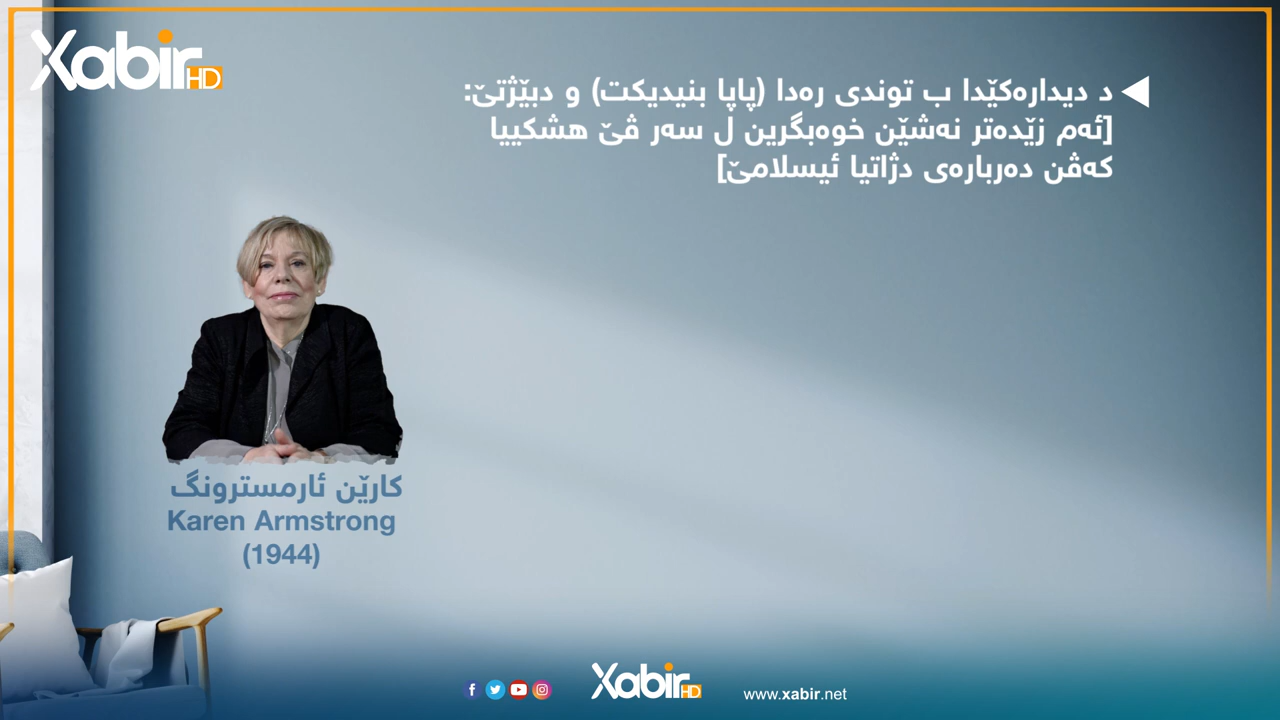 Xabir HD
د دیدارەکێدا ب توندی رەدا (پاپا بنیدیکت) و دبێژتێ:
[ئەم زێدەتر نەشێن خوەبگرین ل سەر ڤێ هشکییا
کەڤن دەربارەی دژاتیا ئیسلامێ]
کارێن ئارمسترونگ
Karen Armstrong
(1944)
Xabir HD
www.xabir.net